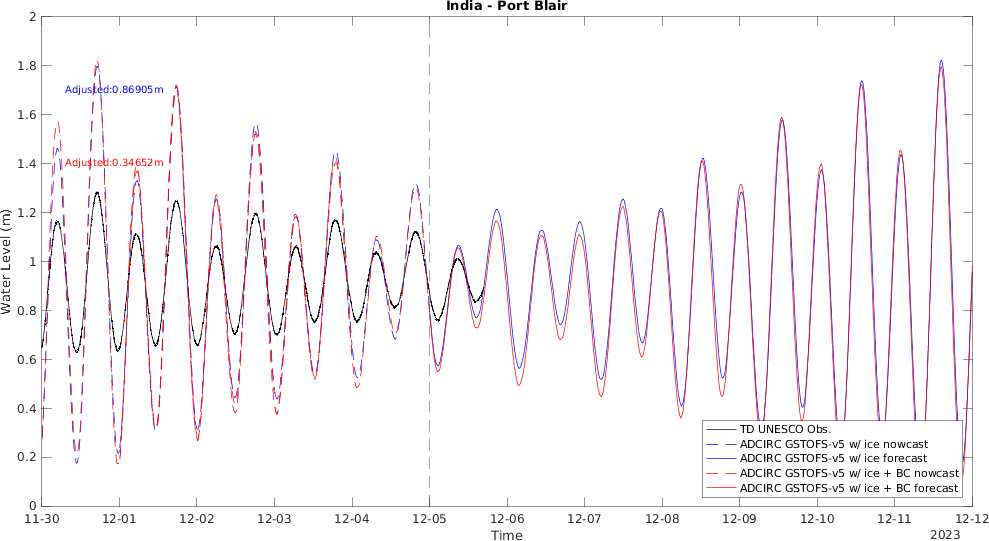 India - Port Blair
2
1.8
1.6
1.4
1.2
1
0.8
0.6
0.4
0.2
0
Water Level (m)
Adjusted:0.86905m
Adjusted:0.34652m
TD UNESCO Obs.
ADCIRC GSTOFS-v5 w/ ice nowcast
ADCIRC GSTOFS-v5 w/ ice forecast
ADCIRC GSTOFS-v5 w/ ice + BC nowcast
ADCIRC GSTOFS-v5 w/ ice + BC forecast
11-30 12-01 12-02 12-03 12-04 12-05 12-06 12-07 12-08 12-09 12-10 12-11 12-12
Time
2023